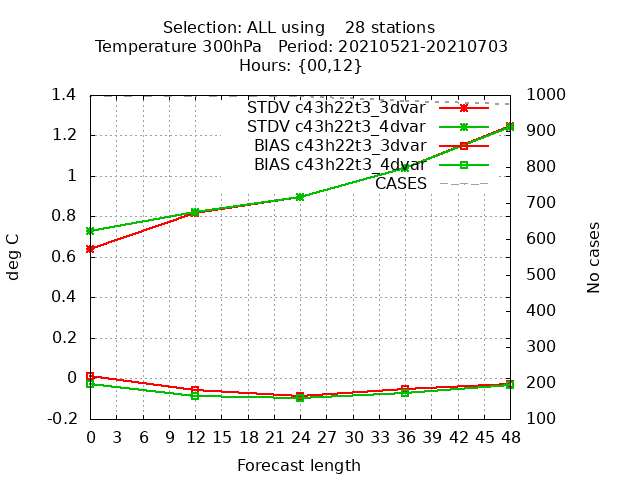 Selection: ALL using    28 stations
Temperature 300hPa   Period: 20210521-20210703
Hours: {00,12}
1.4
1.2
1
0.8
0.6
0.4
0.2
0
-0.2
deg C
STDV c43h22t3_3dvar
STDV c43h22t3_4dvar
BIAS c43h22t3_3dvar
BIAS c43h22t3_4dvar
CASES
1000
900
800
700
600
500
400
300
200
100
No cases
0 3 6 9 12 15 18 21 24 27 30 33 36 39 42 45 48
Forecast length